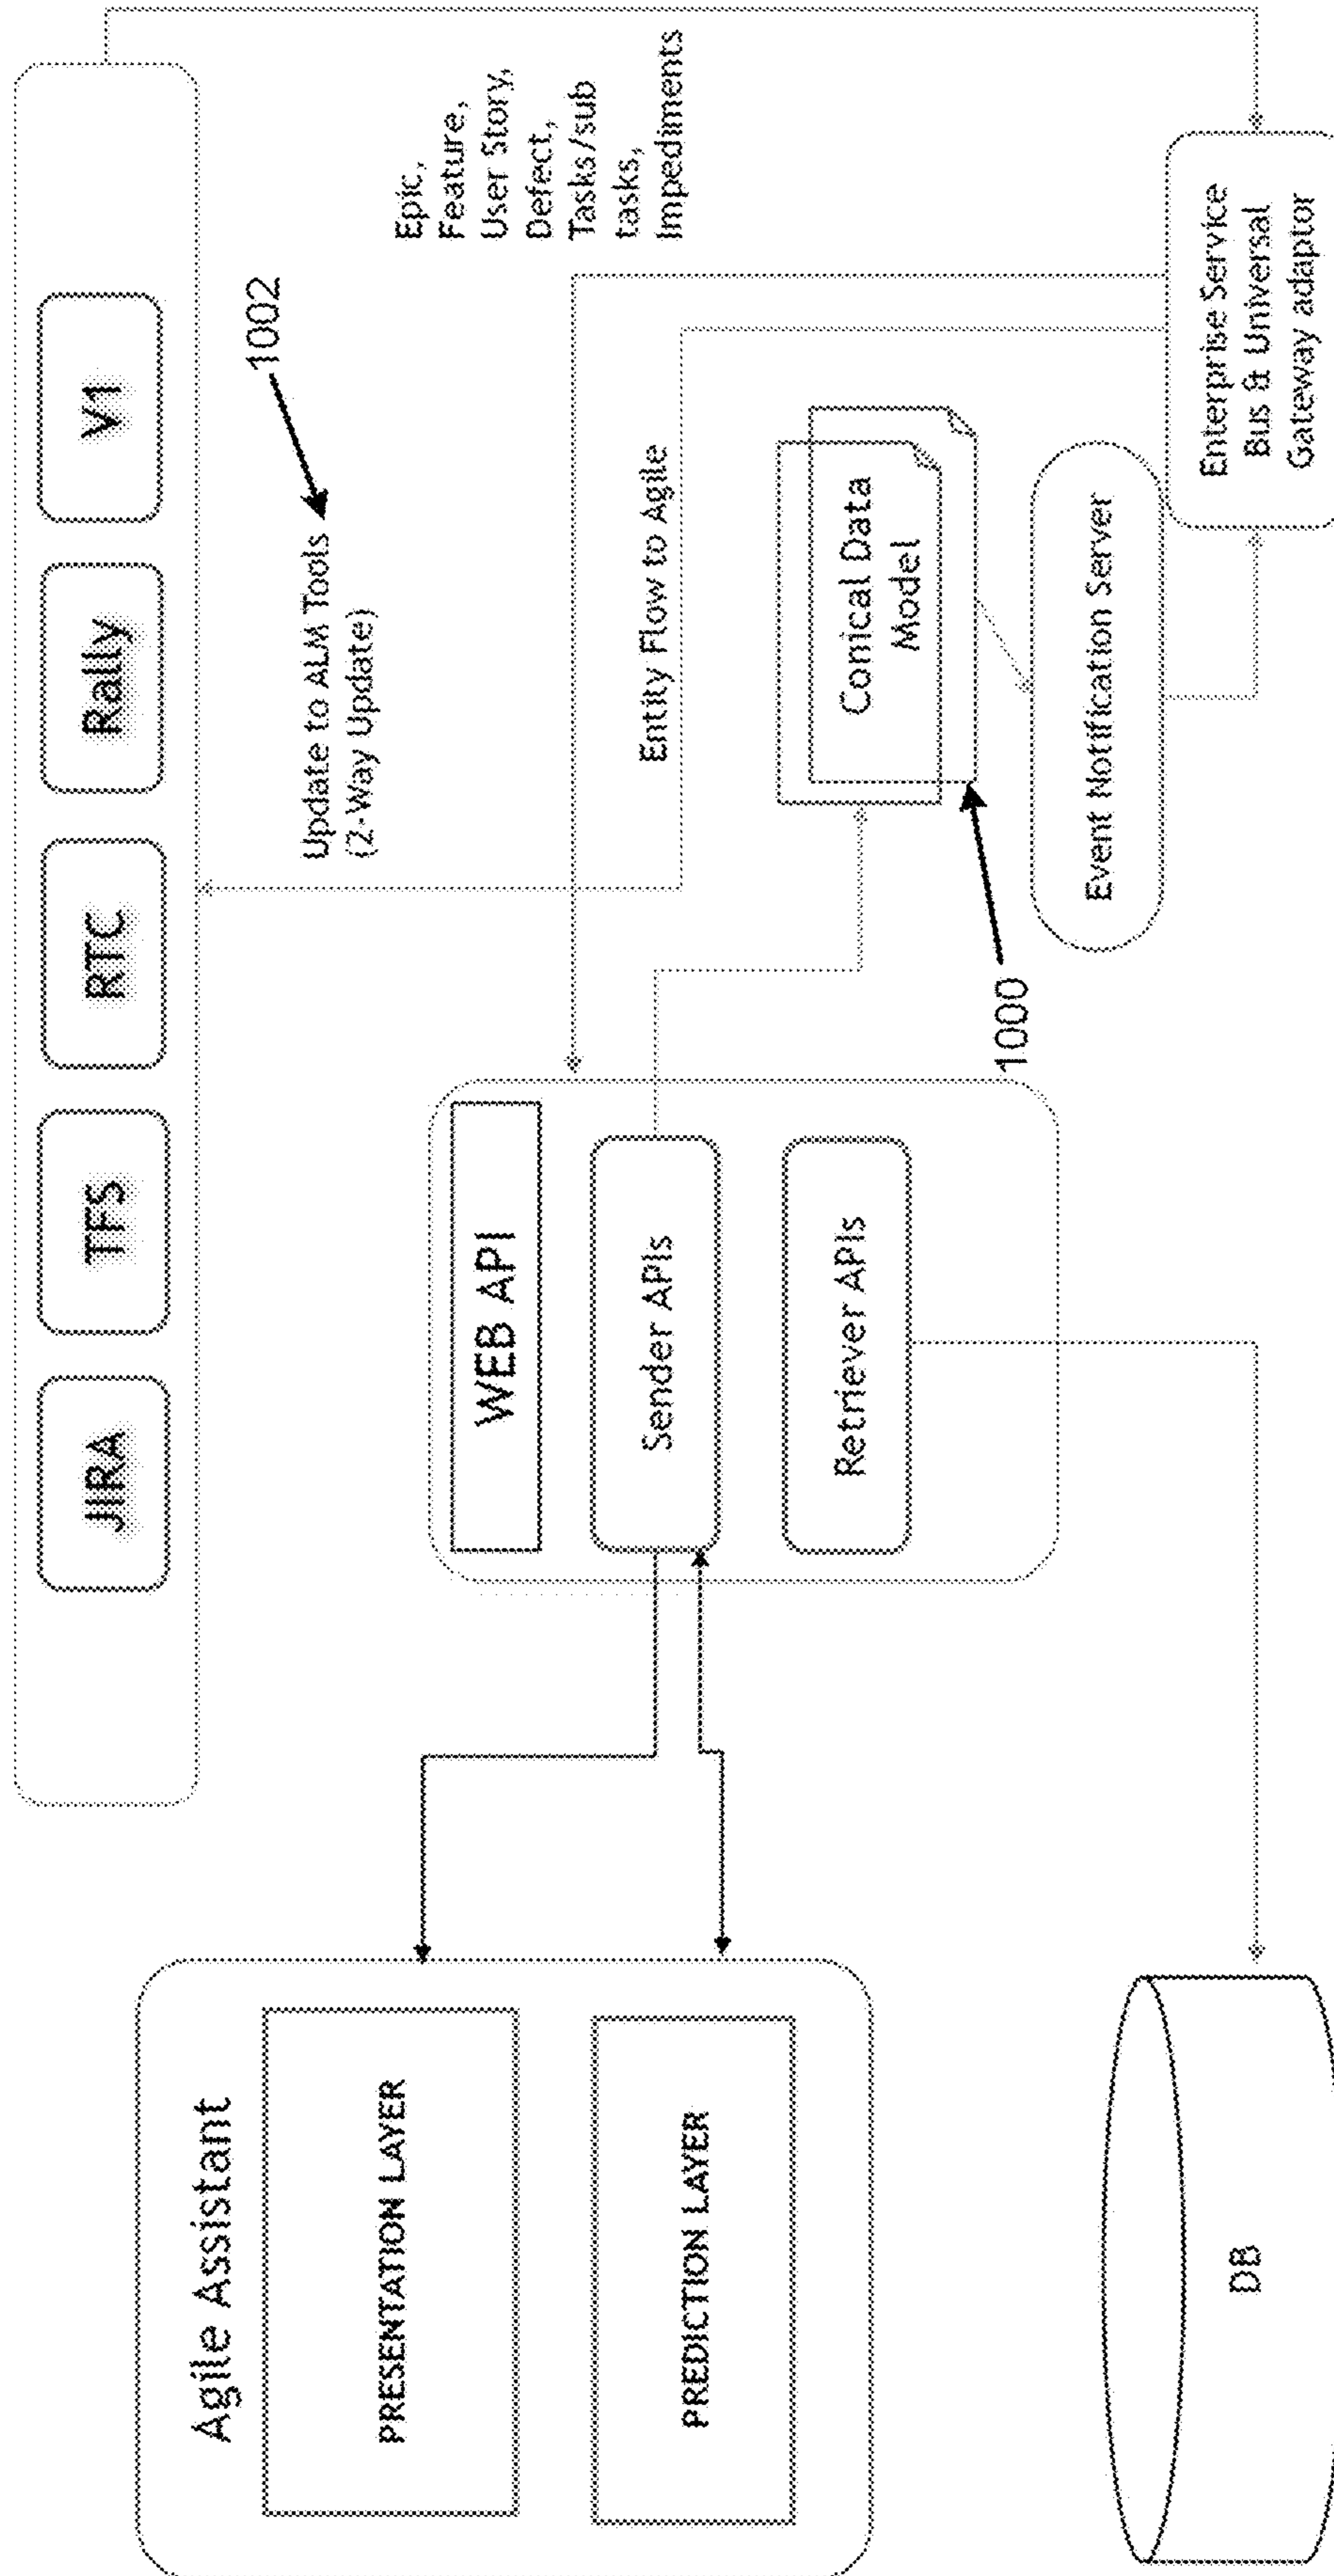 JIRA
TFS
RTC
Rally
V1
Update to ALM Tools
(2-Way Update)
1002
Epic,
Feature,
User Story,
Defect,
Tasks/sub
tasks,
Impediments
Agile Assistant
PRESENTATION LAYER
PREDICTION LAYER
WEB API
Sender APIs
Retriever APIs
Entity Flow to Agile
Conical Data
Model
1000
Event Notification Server
Enterprise Service
Bus & Universal
Gateway adaptor
DB